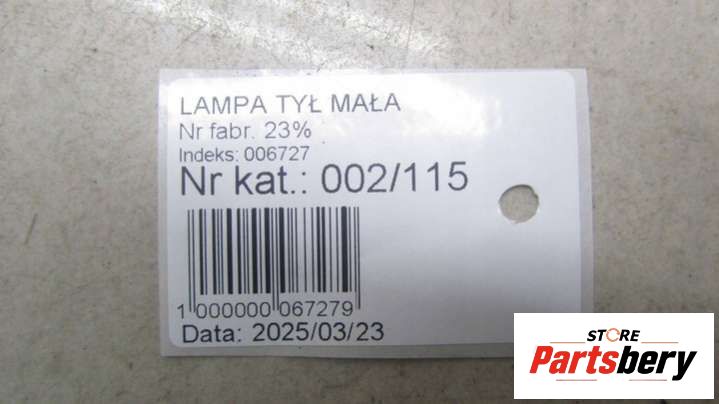 LAMPA TYŁ MAŁA
Nr fabr. 23%
Indeks: 006727
Nr kat.: 002/115
1 000000 067279
Data: 2025/03/23
STORE
Partsbery